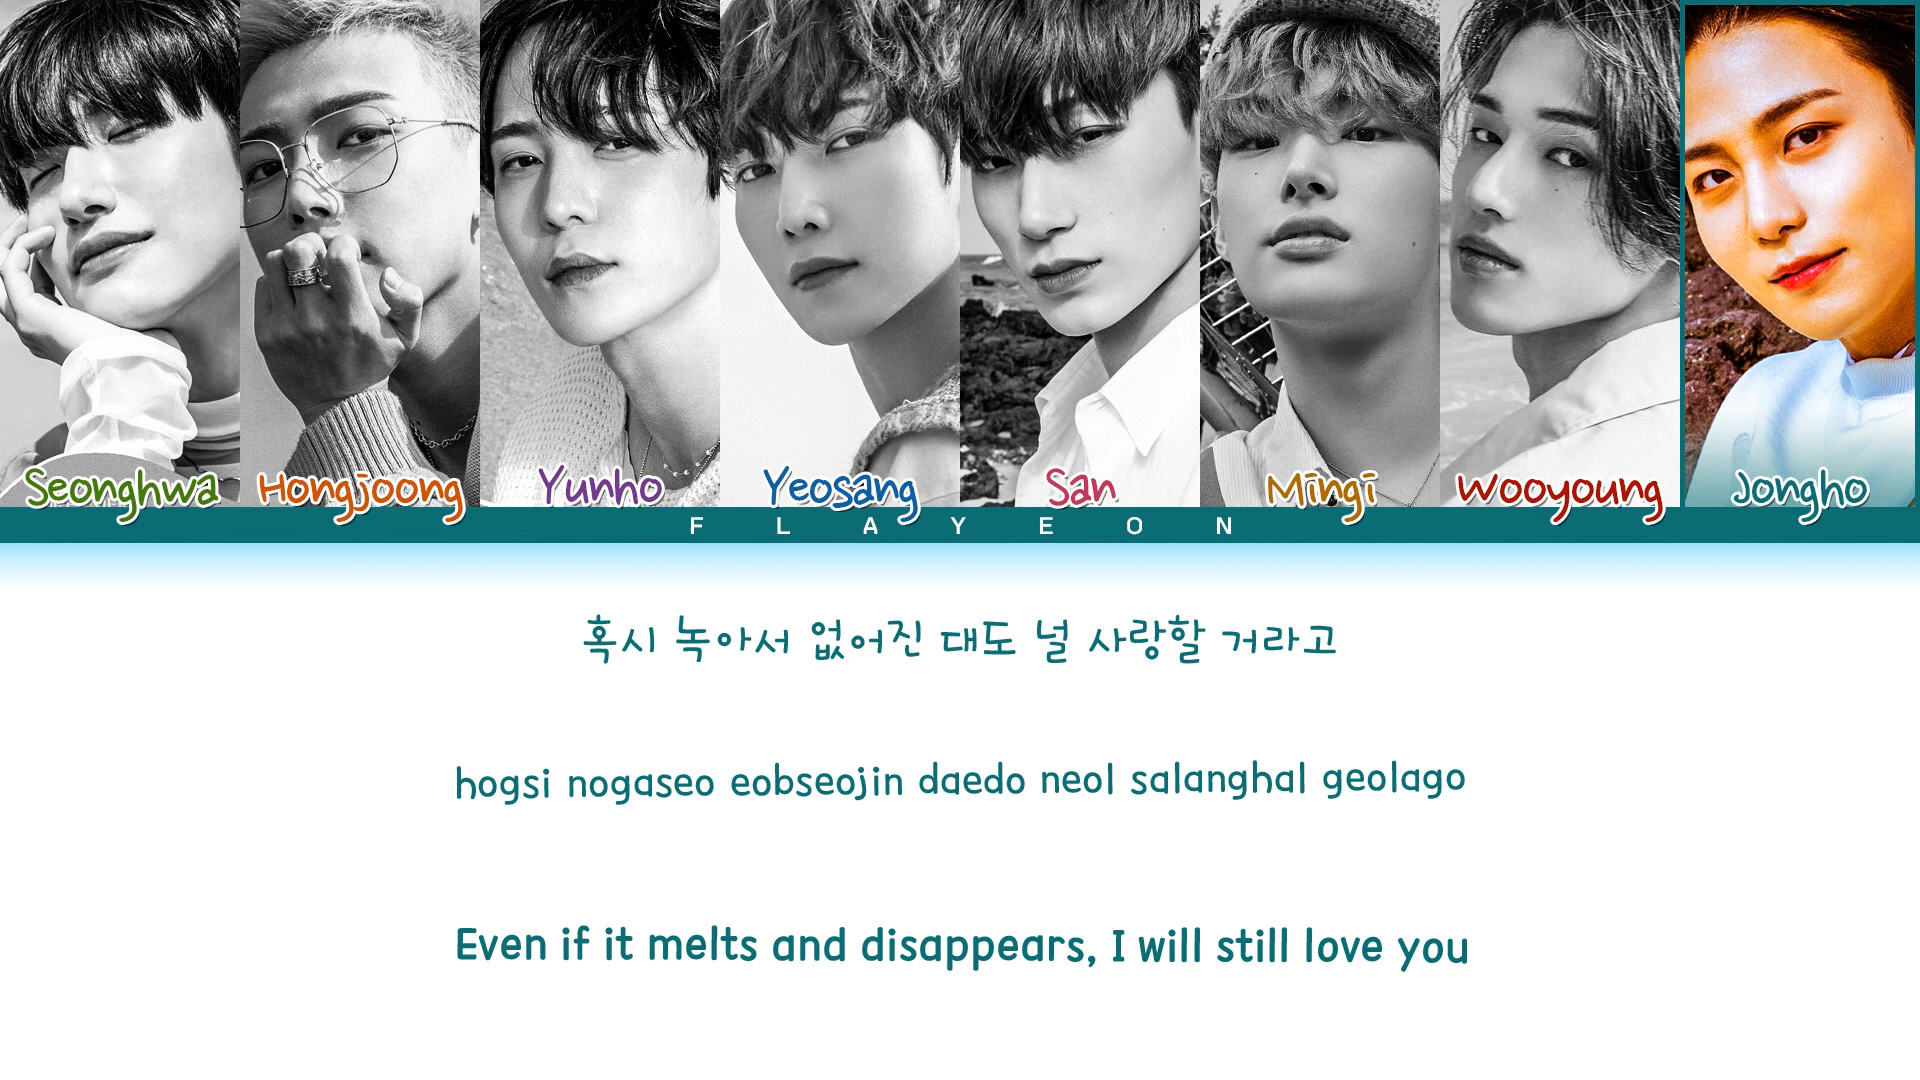 Seonghwa Hongjoong Yunho Yeosang San Mingi Wooyoung Jongho
FLAYEON
혹시 녹아서 없어진 대도 널 사랑할 거라고
hogsi nogaseo eobseojin daedo neol salanghal geolago
Even if it melts and disappears, I will still love you